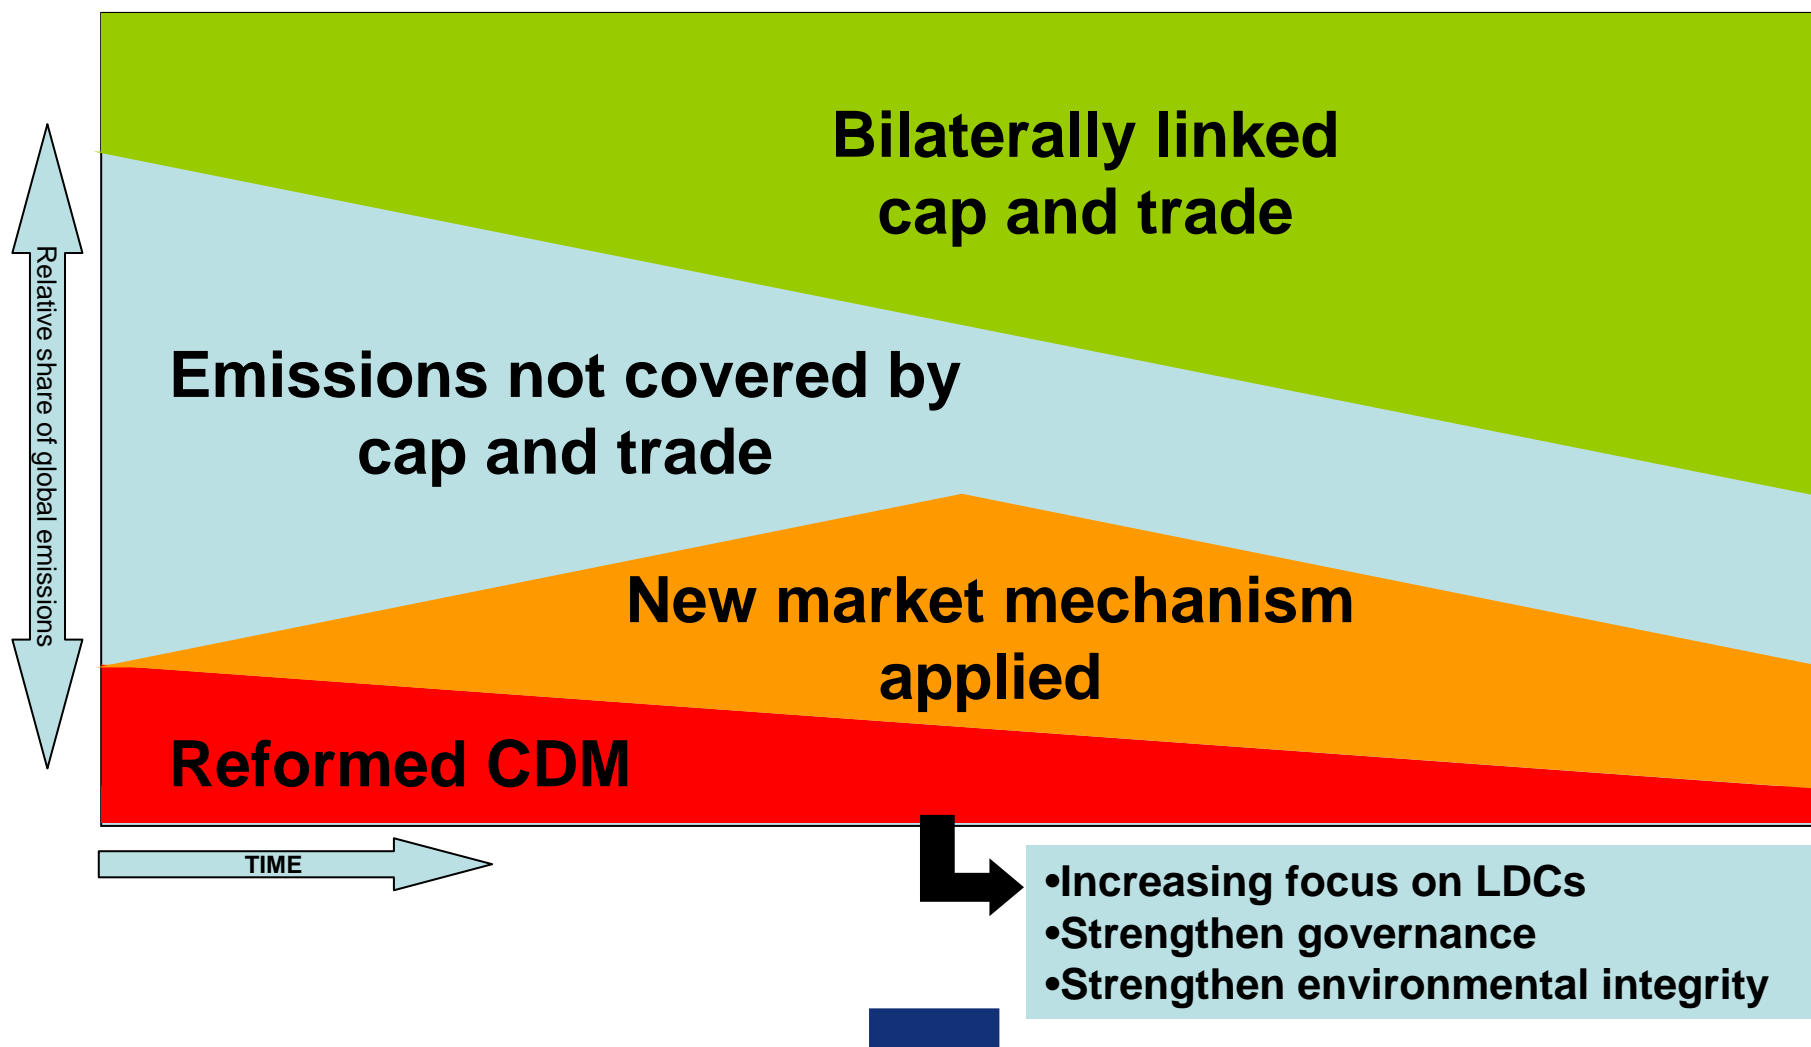 Bilaterally linked
cap and trade
Relative share of global emissions
Emissions not covered by
cap and trade
New market mechanism
applied
Reformed CDM
TIME
•Increasing focus on LDCs
•Strengthen governance
•Strengthen environmental integrity